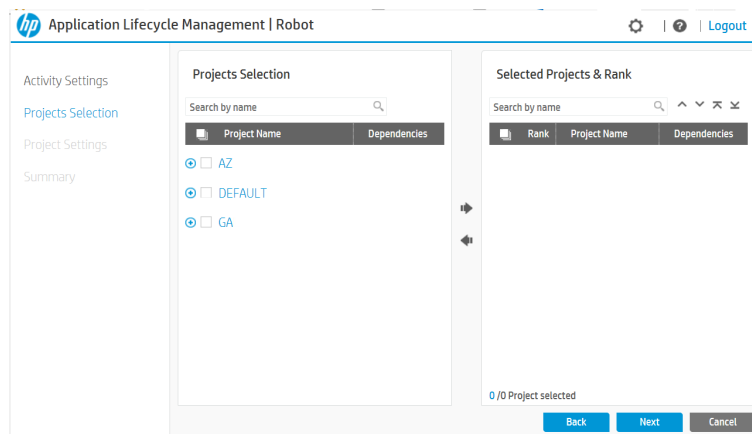 hp Application Lifecycle Management | Robot
| Logout
Activity Settings
Projects Selection
Project Settings
Summary
Projects Selection
Search by name
Project Name Dependencies
AZ
DEFAULT
GA
Selected Projects & Rank
Search by name
Rank Project Name Dependencies
0 /0 Project selected
Back Next Cancel